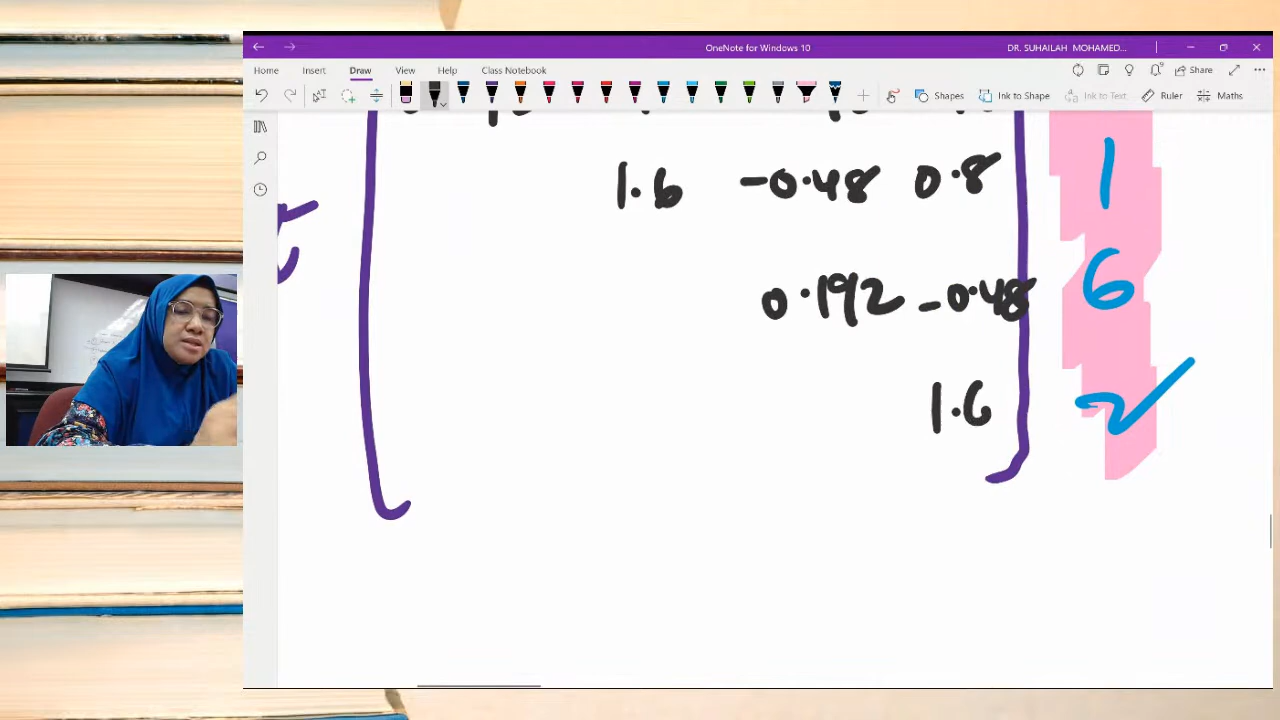 OneNote for Windows 10 DR. SUHAILAH MOHAMED...
Home Insert Draw View Help Class Notebook Share
Shapes Ink to Shape Ink to Text Ruler Maths
1.6 -0.48 0.8 1
0.192 -0.48 6
1.6 2